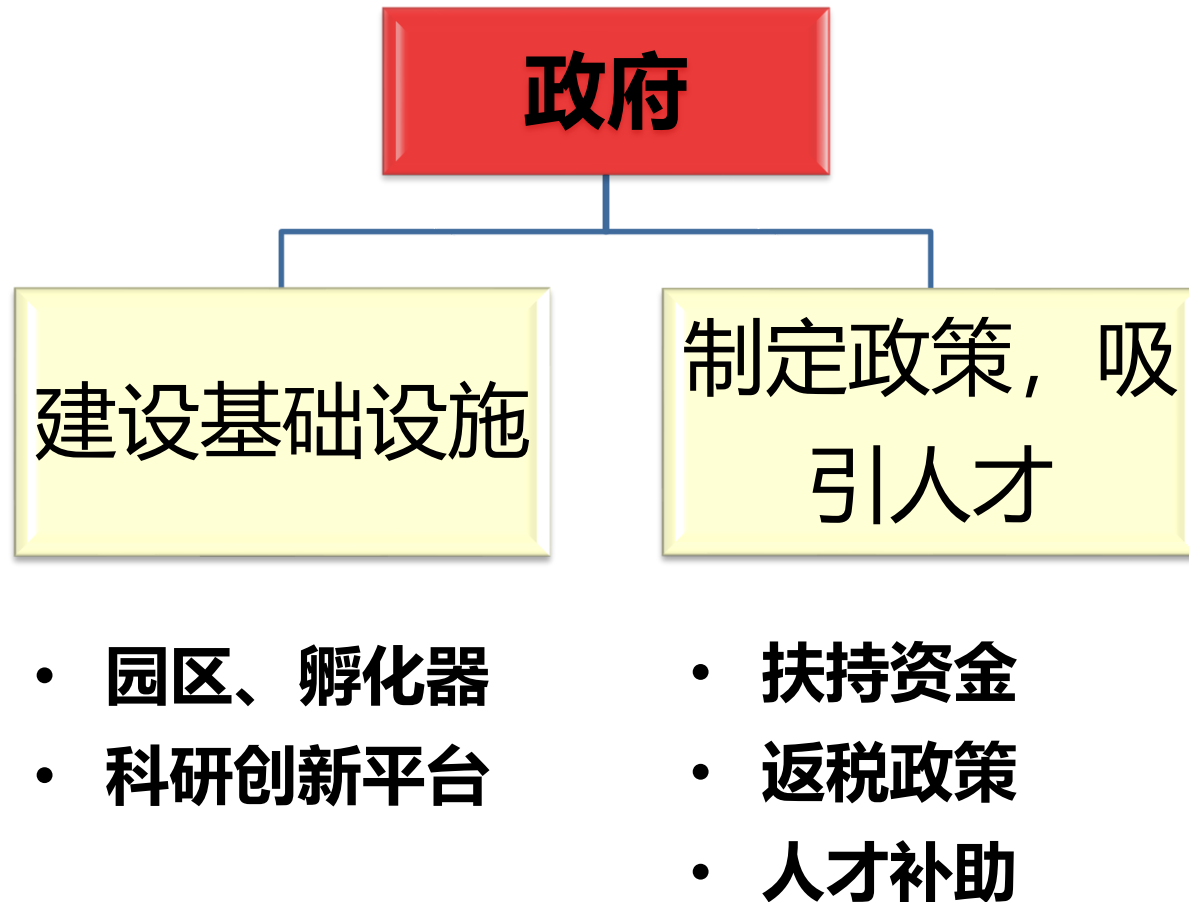 政府
建设基础设施
制定政策，吸
引人才
• 园区、孵化器
• 科研创新平台
• 扶持资金
• 返税政策
• 人才补助